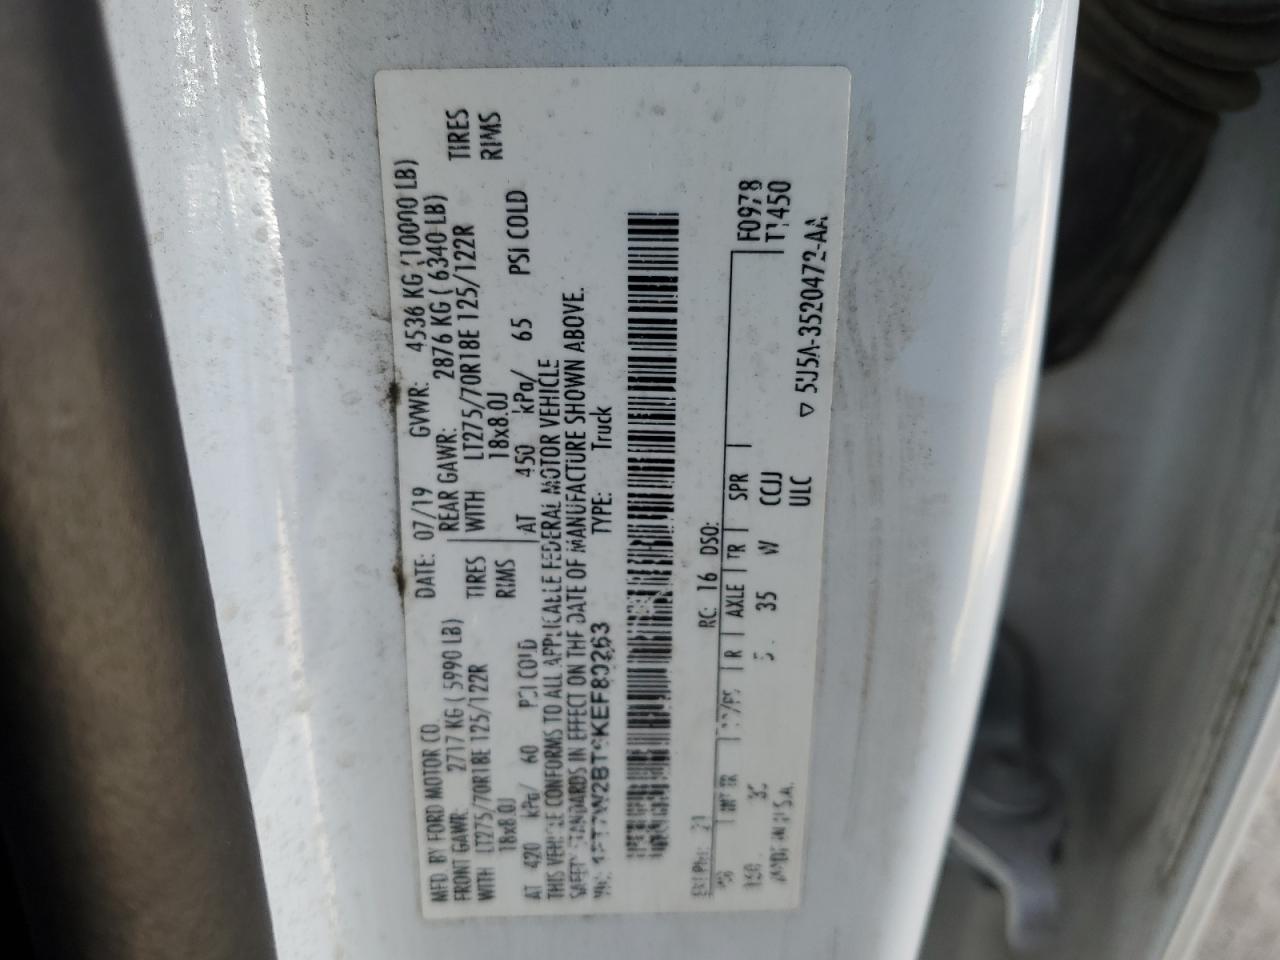 MFD. BY FORD MOTOR CO.
DATE: 07/19 GVWR: 4536 KG (10000 LB)
FRONT GAWR: 2717 KG ( 5990 LB)
REAR GAWR: 2876 KG ( 6340 LB)
WITH LT275/70R18E 125/122R TIRES
WITH LT275/70R18E 125/122R TIRES
18x8.0J RIMS
18x8.0J RIMS
AT 420 kPa/ 60 PSI COLD
AT 450 kPa/ 65 PSI COLD
THIS VEHICLE CONFORMS TO ALL APPLICABLE FEDERAL MOTOR VEHICLE
SAFETY STANDARDS IN EFFECT ON THE DATE OF MANUFACTURE SHOWN ABOVE.
TYPE: Truck
RC: 16 DSO:
R AXLE TR SPR
35 W CCJJ
ULC
F0978
T1450
MADE IN U.S.A.
▽ 5U5A-3520472-AA